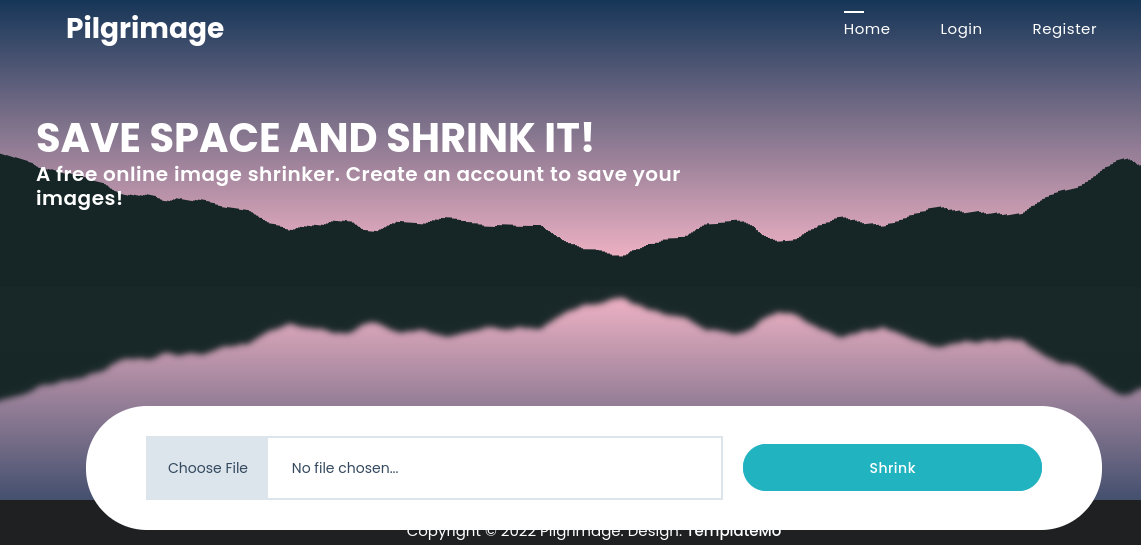 Pilgrimage
Home Login Register
SAVE SPACE AND SHRINK IT!
A free online image shrinker. Create an account to save your
images!
Choose File No file chosen...
Shrink
Copyright © 2022 Pilgrimage. Design: TemplateMo